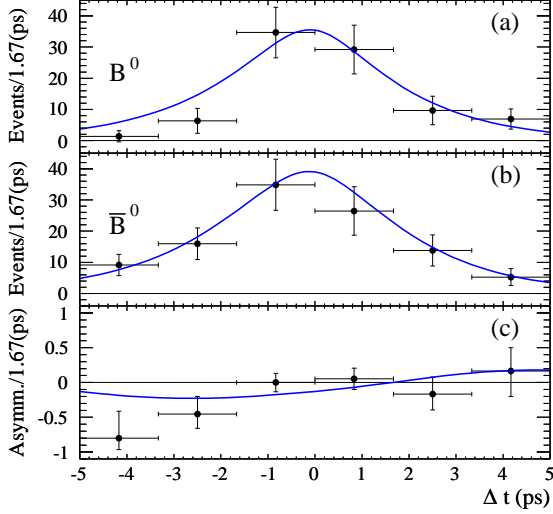 (a)
Events/1.67(ps)
40
30
20
10
0
B⁰
(b)
Events/1.67(ps)
40
30
20
10
0
B̅⁰
(c)
Asymm./1.67(ps)
1
0.5
0
-0.5
-1
-5 -4 -3 -2 -1 0 1 2 3 4 5
Δ t (ps)